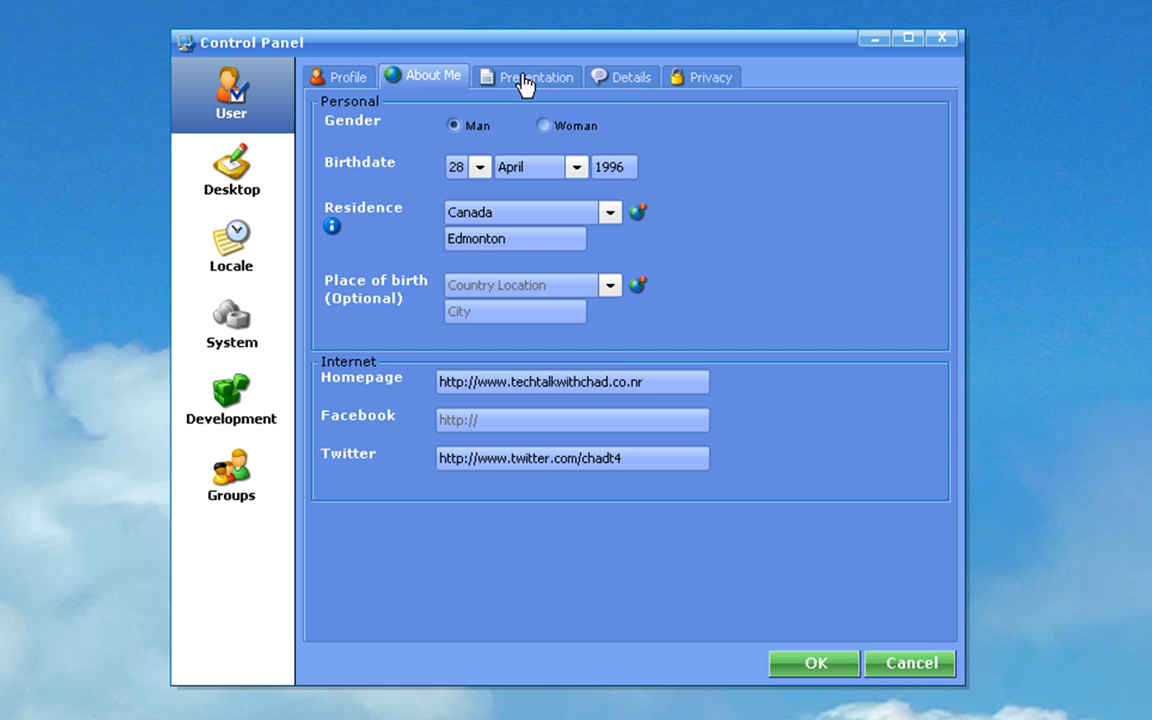 Control Panel
User
Desktop
Locale
System
Development
Groups
Profile
About Me
Presentation
Details
Privacy
Personal
Gender
Man
Woman
Birthdate
28
April
1996
Residence
Canada
Edmonton
Place of birth
(Optional)
Country Location
City
Internet
Homepage
http://www.techtalkwithchad.co.nr
Facebook
http://
Twitter
http://www.twitter.com/chadt4
OK
Cancel